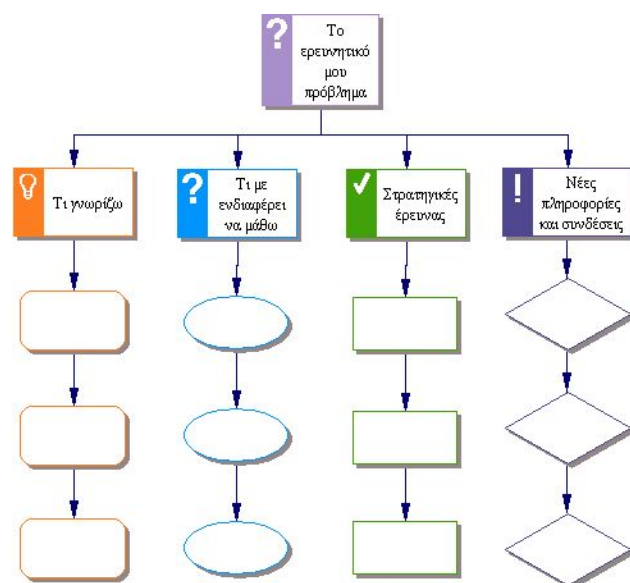 ?
Το
ερευνητικό
μου
πρόβλημα
Τι γνωρίζω
?
Τι με
ενδιαφέρει
να μάθω
Στρατηγικές
έρευνας
!
Νέες
πληροφορίες
και συνδέσεις